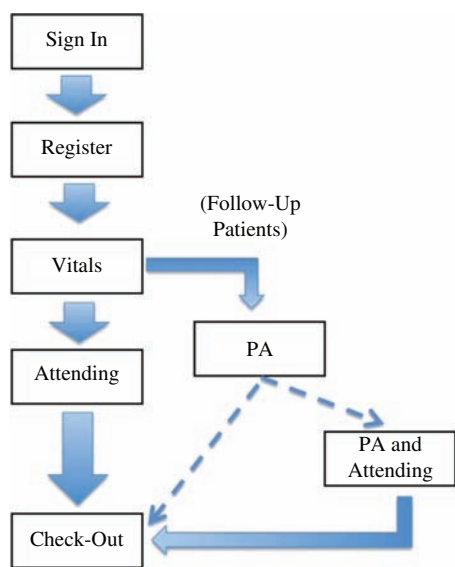 Sign In
Register
(Follow-Up
Patients)
Vitals
PA
Attending
PA and
Attending
Check-Out